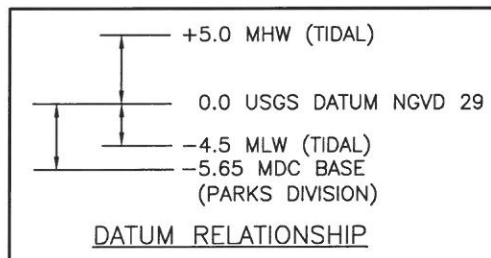 +5.0 MHW (TIDAL)
0.0 USGS DATUM NGVD 29
-4.5 MLW (TIDAL)
-5.65 MDC BASE
(PARKS DIVISION)
DATUM RELATIONSHIP